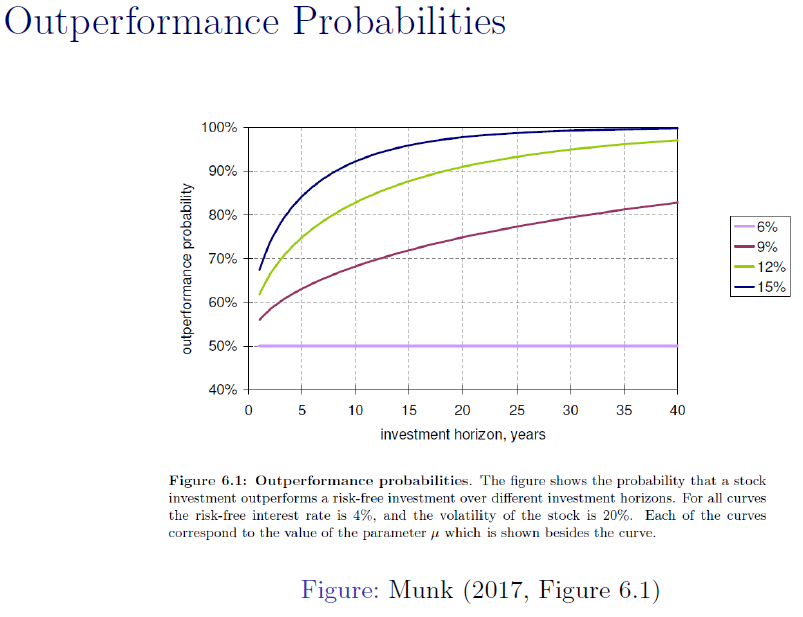 Outperformance Probabilities
100%
90%
80%
70%
60%
50%
40%
outperformance probability
0 5 10 15 20 25 30 35 40
investment horizon, years
6%
9%
12%
15%
Figure 6.1: Outperformance probabilities. The figure shows the probability that a stock
investment outperforms a risk-free investment over different investment horizons. For all curves
the risk-free interest rate is 4%, and the volatility of the stock is 20%. Each of the curves
correspond to the value of the parameter μ which is shown besides the curve.
Figure: Munk (2017, Figure 6.1)